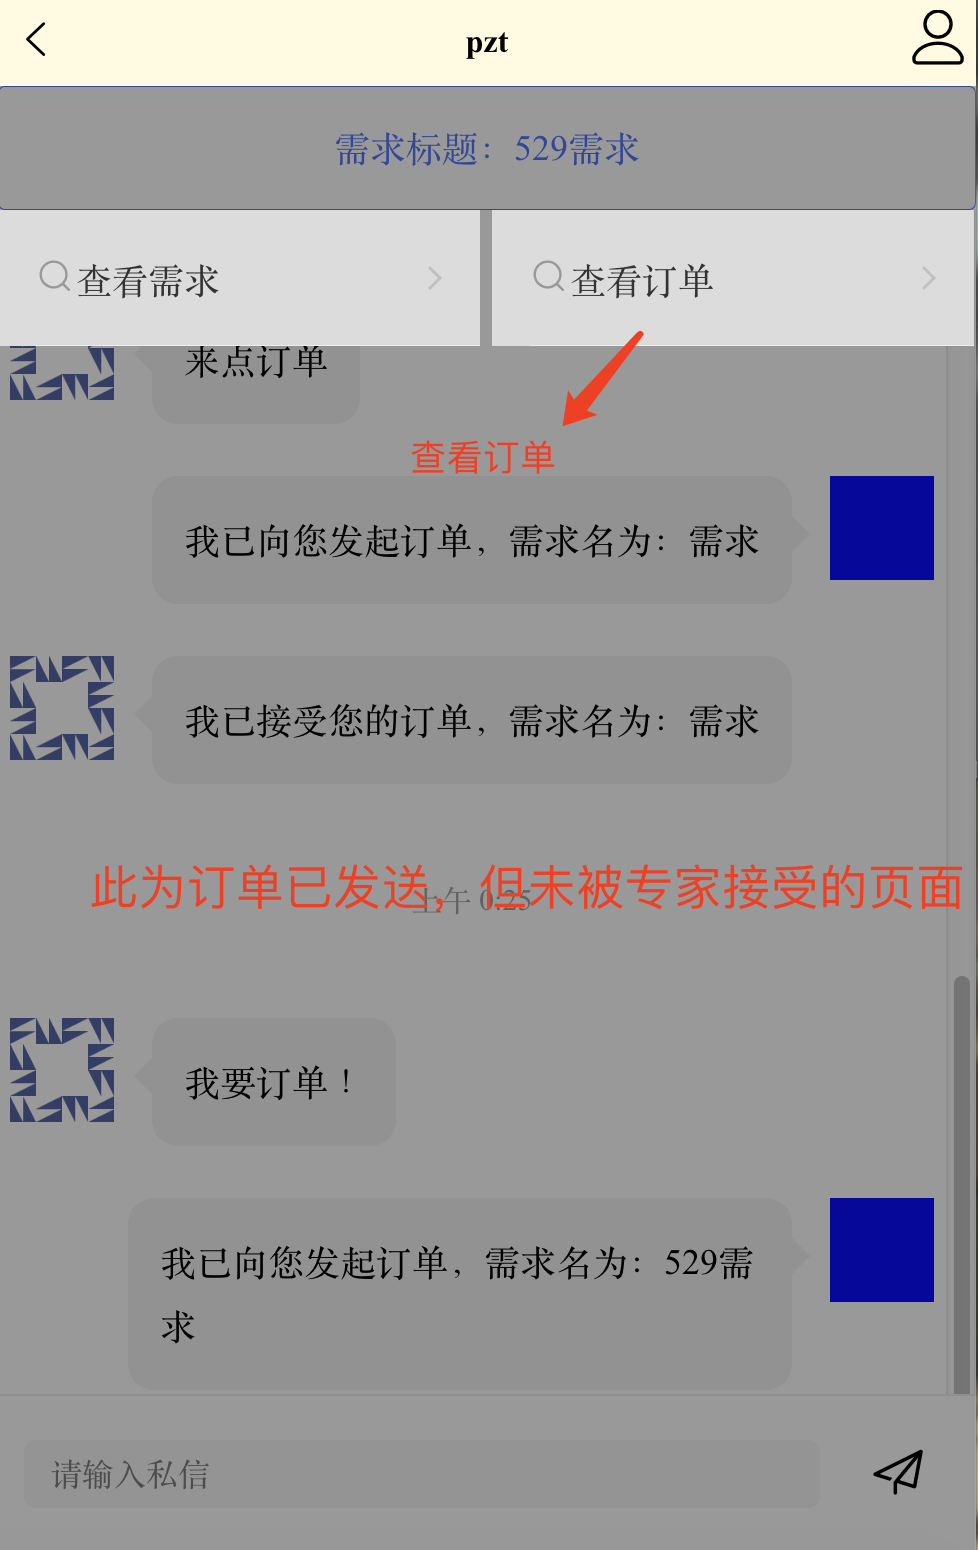 pzt
需求标题：529需求
查看需求
查看订单
来点订单
查看订单
我已向您发起订单，需求名为：需求
我已接受您的订单，需求名为：需求
此为订单已发送，但未被专家接受的页面
上午 0:25
我要订单！
我已向您发起订单，需求名为：529需
求
请输入私信